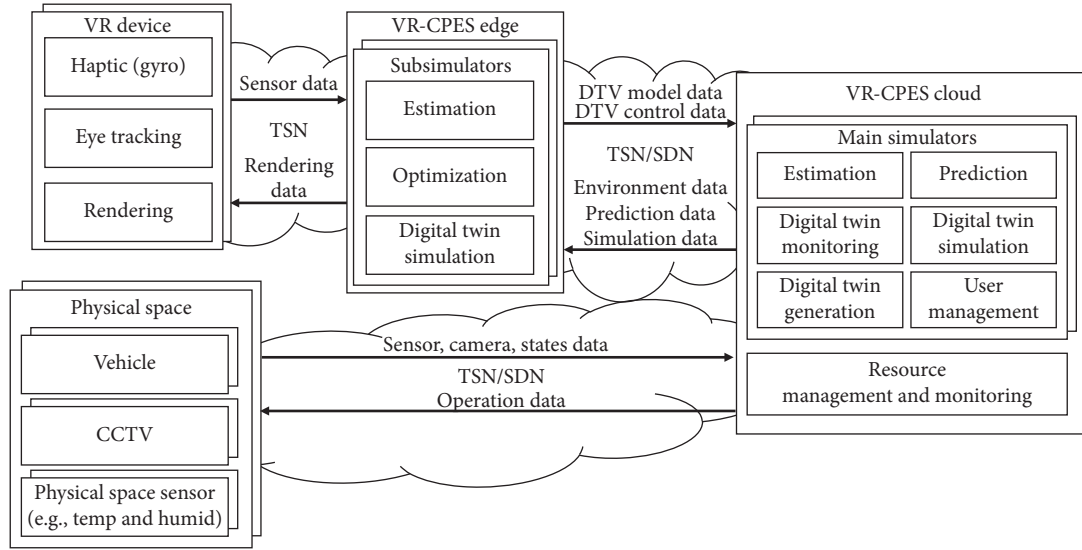 VR device
Haptic (gyro)
Eye tracking
Rendering
Sensor data
TSN
Rendering
data
VR-CPES edge
Subsimulators
Estimation
Optimization
Digital twin
simulation
DTV model data
DTV control data
TSN/SDN
Environment data
Prediction data
Simulation data
VR-CPES cloud
Main simulators
Estimation
Prediction
Digital twin
monitoring
Digital twin
simulation
Digital twin
generation
User
management
Resource
management and monitoring
Physical space
Vehicle
CCTV
Physical space sensor
(e.g., temp and humid)
Sensor, camera, states data
TSN/SDN
Operation data